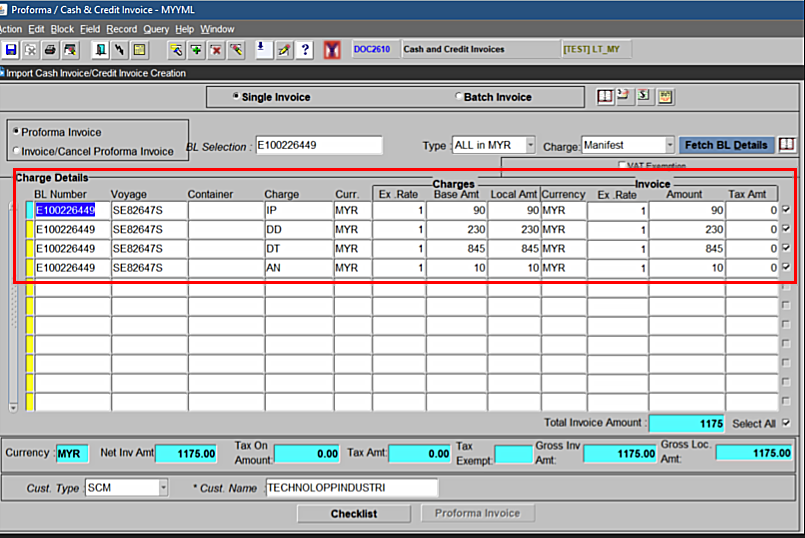 Proforma / Cash & Credit Invoice - MYYML
Action Edit Block Field Record Query Help Window
DOC2610 Cash and Credit Invoices [TEST] LT_MY
Import Cash Invoice/Credit Invoice Creation
Single Invoice Batch Invoice
Proforma Invoice
Invoice/Cancel Proforma Invoice
BL Selection : E100226449 Type : ALL in MYR Charge: Manifest Fetch BL Details
VAT Exemption
Charge Details
Charges Invoice
BL Number Voyage Container Charge Curr. Ex .Rate Base Amt Local Amt Currency Ex .Rate Amount Tax Amt
E100226449 SE82647S IP MYR 1 90 90 MYR 1 90 0
E100226449 SE82647S DD MYR 1 230 230 MYR 1 230 0
E100226449 SE82647S DT MYR 1 845 845 MYR 1 845 0
E100226449 SE82647S AN MYR 1 10 10 MYR 1 10 0
Total Invoice Amount : 1175 Select All
Currency : MYR Net Inv Amt 1175.00 Tax On Amount: 0.00 Tax Amt: 0.00 Tax Exempt: Gross Inv Amt: 1175.00 Gross Loc. Amt: 1175.00
Cust. Type : SCM * Cust. Name : TECHNOLOPPINDUSTRI
Checklist Proforma Invoice